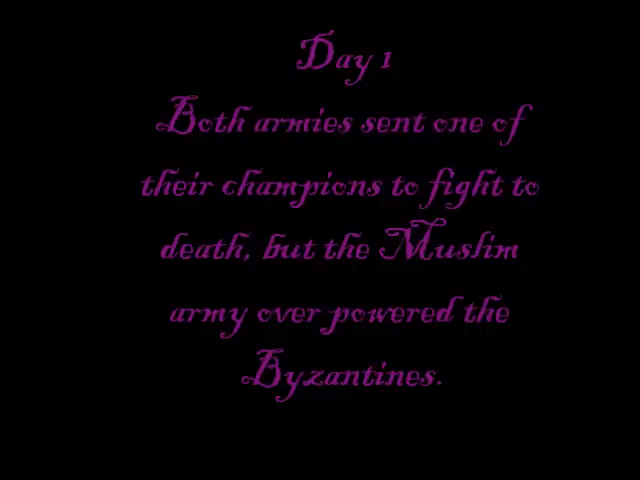 Day 1
Both armies sent one of
their champions to fight to
death, but the Muslim
army over powered the
Byzantines.